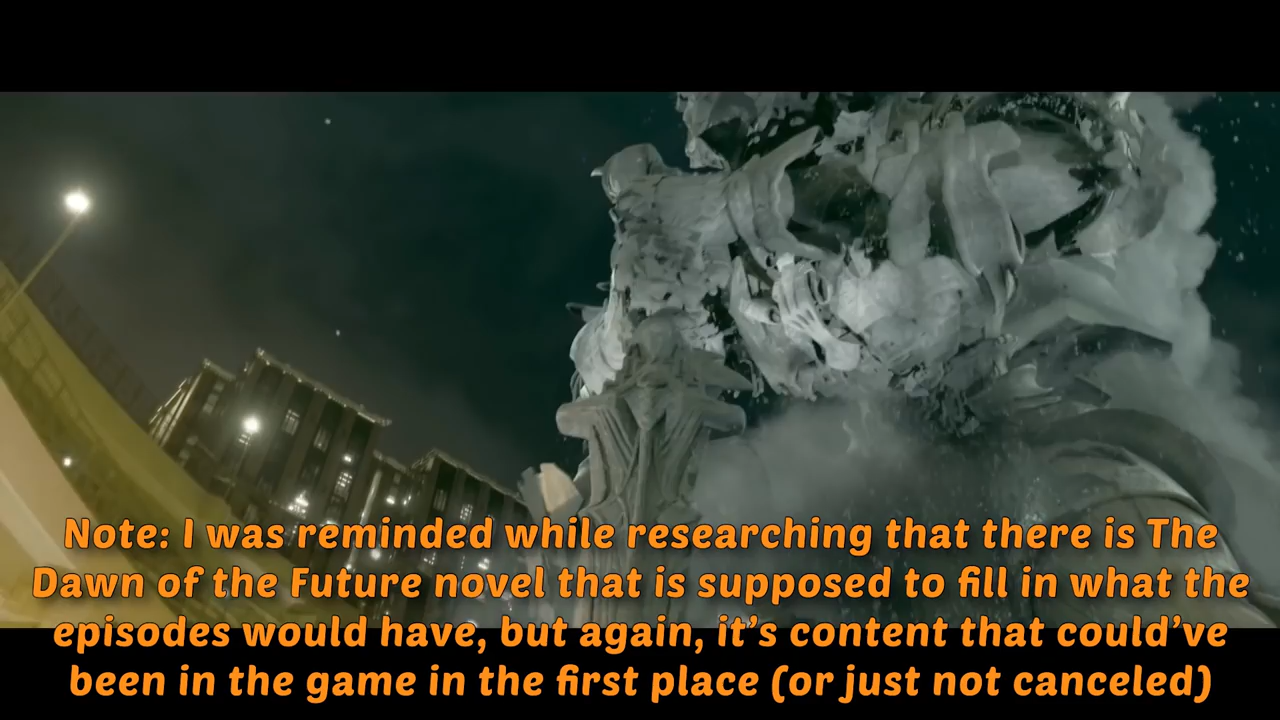 Note: I was reminded while researching that there is The
Dawn of the Future novel that is supposed to fill in what the
episodes would have, but again, it's content that could've
been in the game in the first place (or just not canceled)